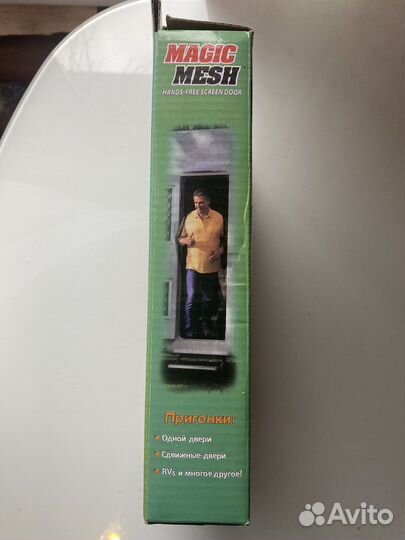 MAGIC
MESH
HANDS-FREE SCREEN DOOR
Пригонки:
• Одной двери
• Сдвижные двери
• RVs и многое другое!
Avito